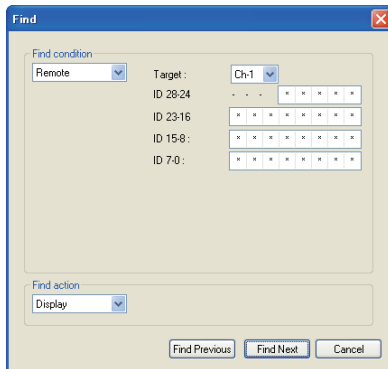 Find
Find condition
Remote
Target :
Ch-1
ID 28-24
- - - * * * * *
ID 23-16
* * * * * * * *
ID 15-8 :
* * * * * * * *
ID 7-0 :
* * * * * * * *
Find action
Display
Find Previous
Find Next
Cancel